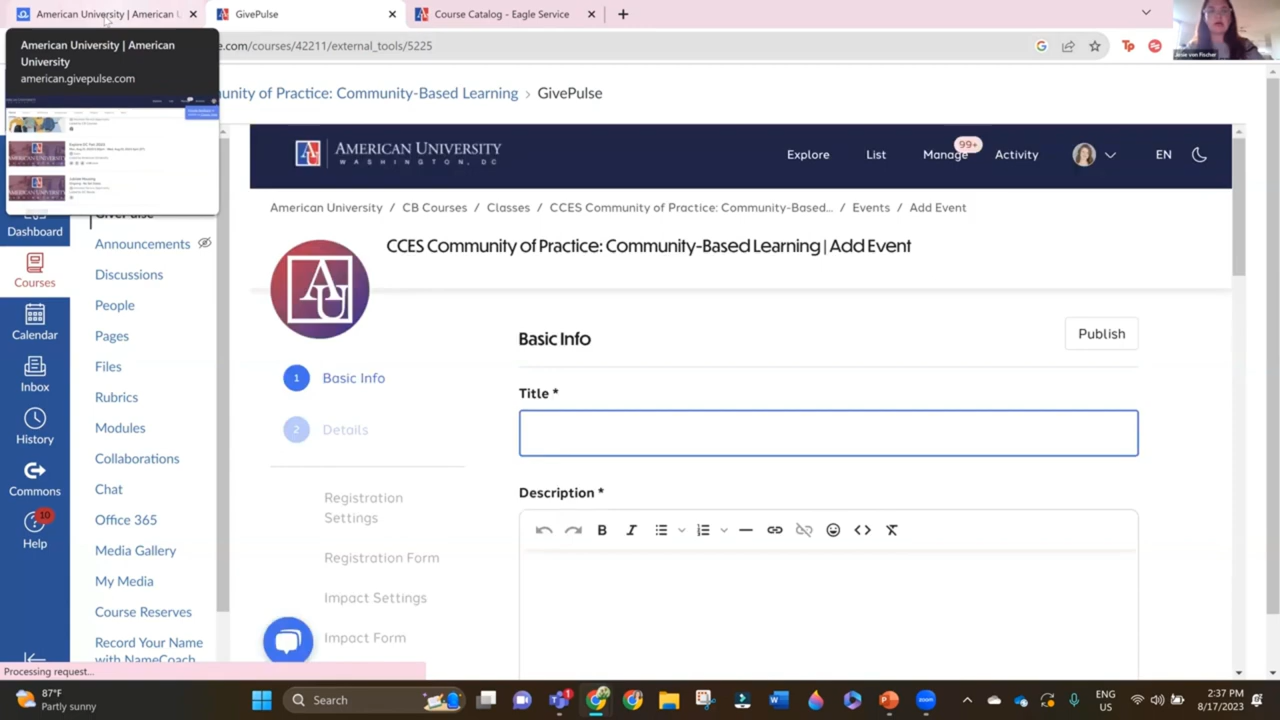 American University | American U
GivePulse
Course Catalog - Eagle Service
American University | American
University
american.givepulse.com
e.com/courses/42211/external_tools/5225
Tp
Jesse von Fischer
unity of Practice: Community-Based Learning > GivePulse
AMERICAN UNIVERSITY
WASHINGTON
ore
99+
Activity
EN
American University / CB Courses / Classes / CCES Community of Practice: Community-Based... / Events / Add Event
CCES Community of Practice: Community-Based Learning | Add Event
Dashboard
Courses
Calendar
Inbox
History
Commons
10
Help
GivePulse
Announcements
Discussions
People
Pages
Files
Rubrics
Modules
Collaborations
Chat
Office 365
Media Gallery
My Media
Course Reserves
Record Your Name
with NameCoach
1 Basic Info
2 Details
Registration
Settings
Registration Form
Impact Settings
Impact Form
Basic Info
Publish
Title *
Description *
B I
Processing request...
87°F
Partly sunny
Search
ENG
US
2:37 PM
8/17/2023